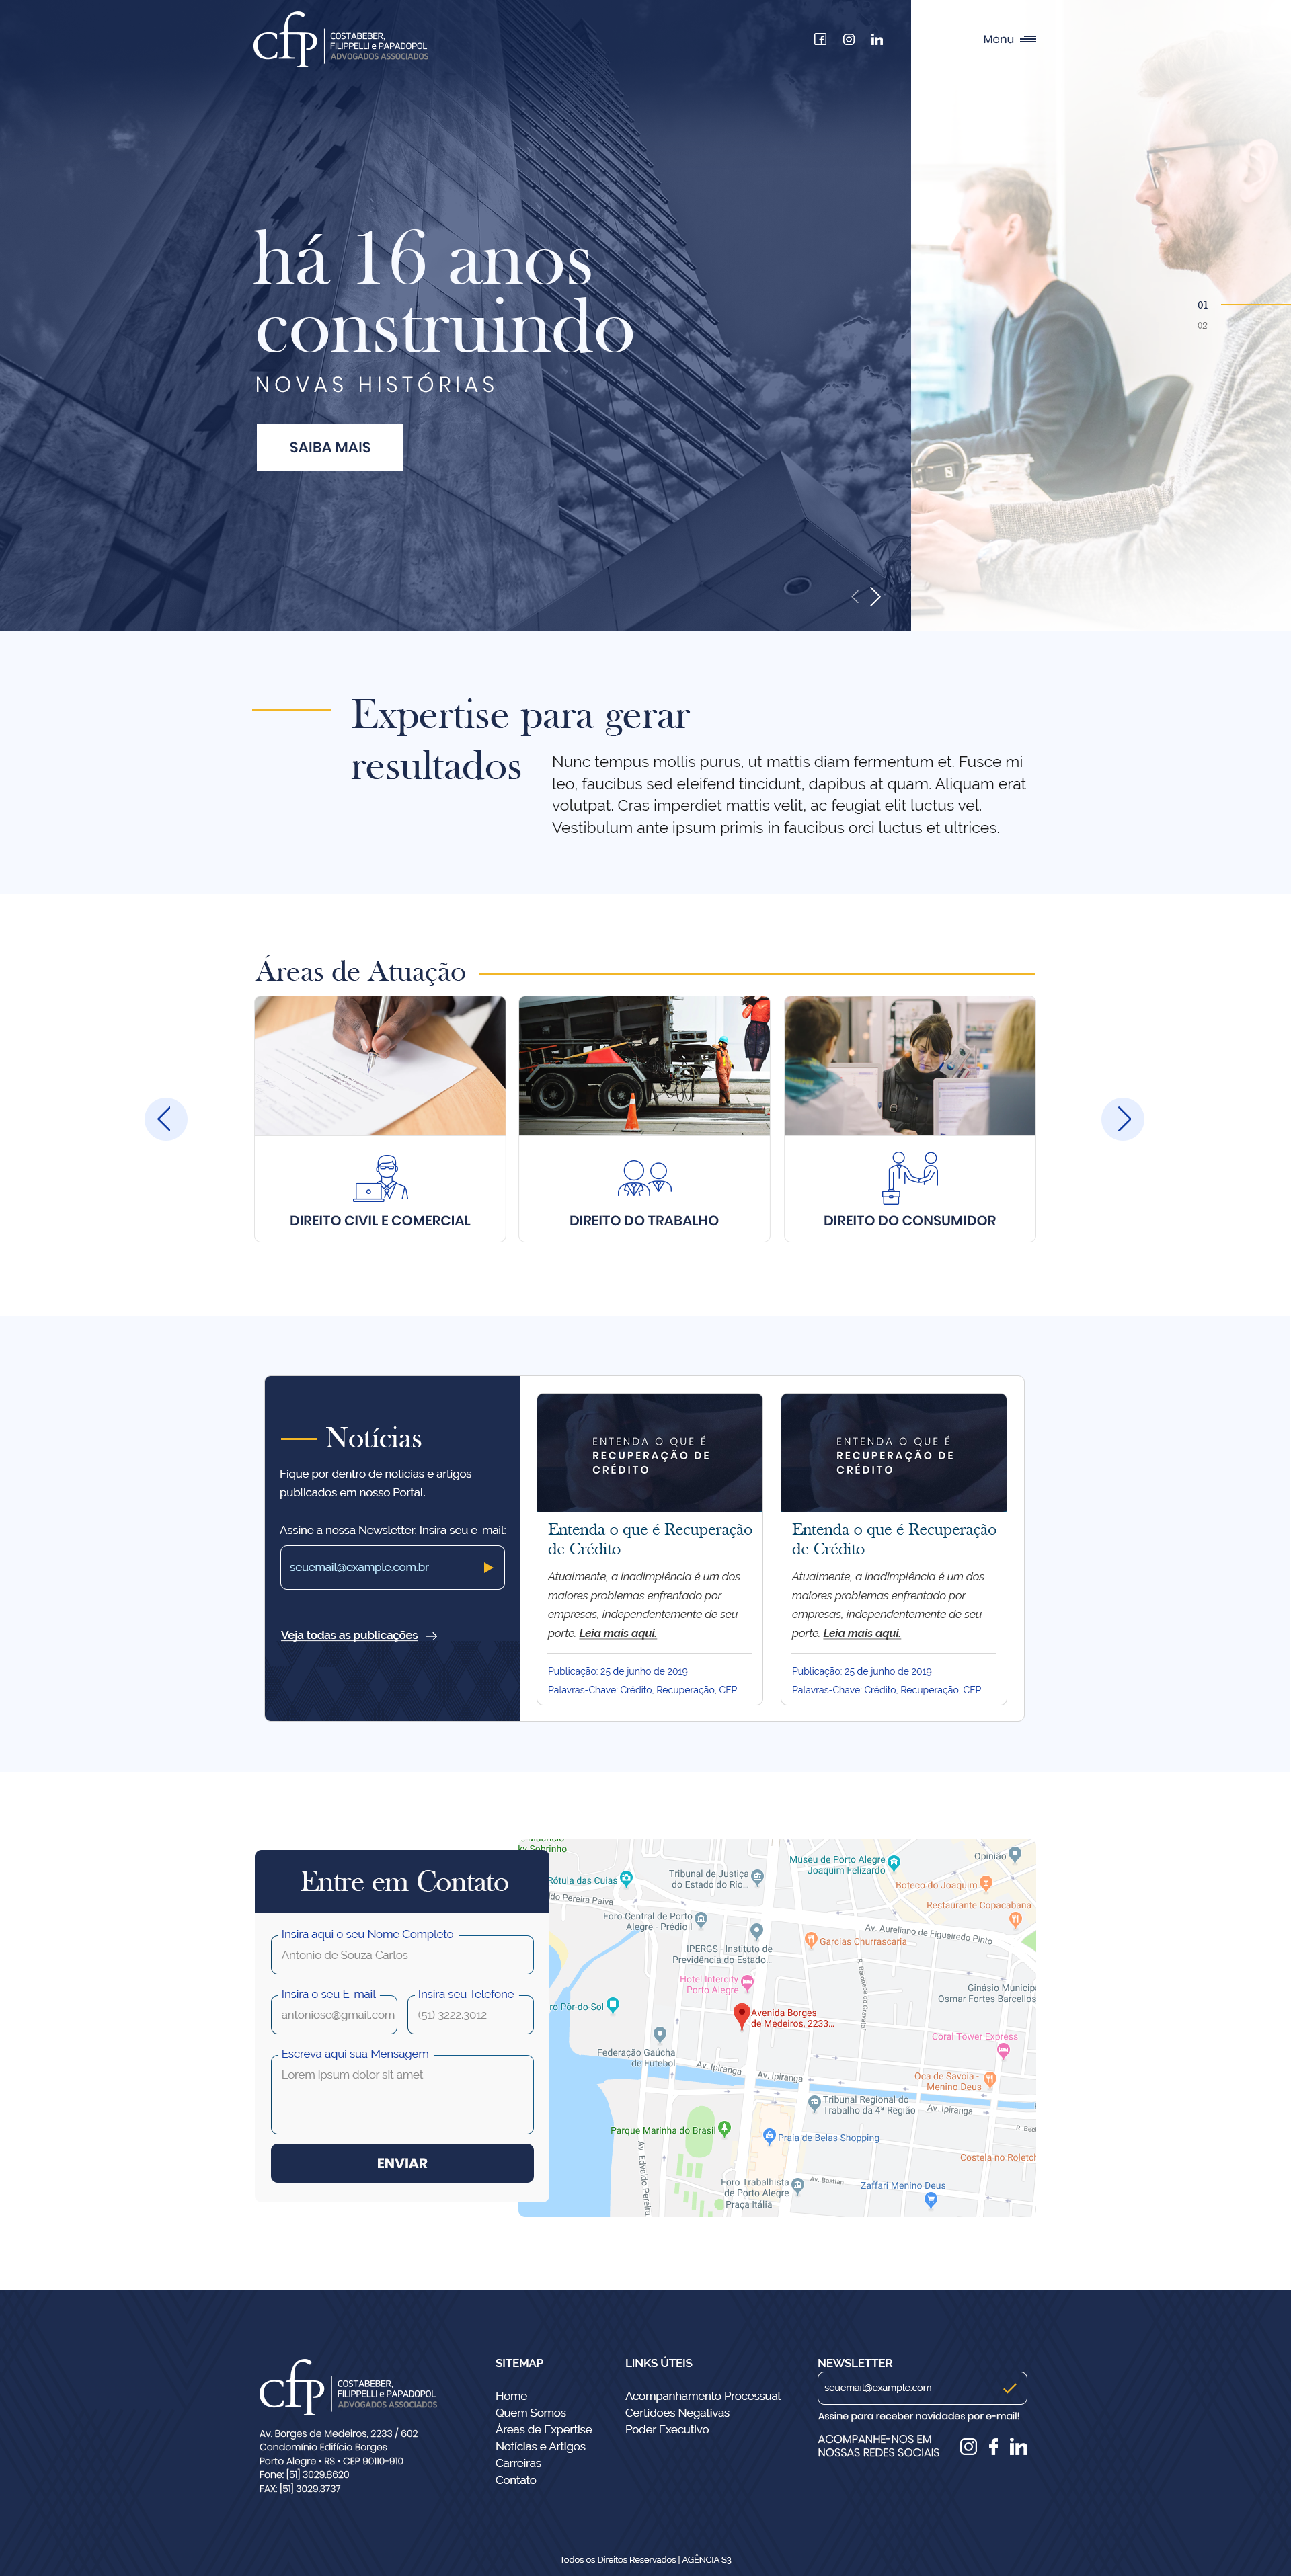 cfp
COSTABEBER,
FILIPPELLI e PAPADOPOL
ADVOGADOS ASSOCIADOS
Menu
há 16 anos
construindo
NOVAS HISTÓRIAS
SAIBA MAIS
01
02
Expertise para gerar
resultados
Nunc tempus mollis purus, ut mattis diam fermentum et. Fusce mi
leo, faucibus sed eleifend tincidunt, dapibus at quam. Aliquam erat
volutpat. Cras imperdiet mattis velit, ac feugiat elit luctus vel.
Vestibulum ante ipsum primis in faucibus orci luctus et ultrices.
Áreas de Atuação
DIREITO CIVIL E COMERCIAL
DIREITO DO TRABALHO
DIREITO DO CONSUMIDOR
Notícias
Fique por dentro de notícias e artigos
publicados em nosso Portal.
Assine a nossa Newsletter. Insira seu e-mail:
seuemail@example.com.br
Veja todas as publicações
ENTENDA O QUE É
RECUPERAÇÃO DE
CRÉDITO
Entenda o que é Recuperação
de Crédito
Atualmente, a inadimplência é um dos
maiores problemas enfrentado por
empresas, independentemente de seu
porte. Leia mais aqui.
Publicação: 25 de junho de 2019
Palavras-Chave: Crédito, Recuperação, CFP
ENTENDA O QUE É
RECUPERAÇÃO DE
CRÉDITO
Entenda o que é Recuperação
de Crédito
Atualmente, a inadimplência é um dos
maiores problemas enfrentado por
empresas, independentemente de seu
porte. Leia mais aqui.
Publicação: 25 de junho de 2019
Palavras-Chave: Crédito, Recuperação, CFP
Entre em Contato
Insira aqui o seu Nome Completo
Antonio de Souza Carlos
Insira o seu E-mail
antoniosc@gmail.com
Insira seu Telefone
(51) 3222.3012
Escreva aqui sua Mensagem
Lorem ipsum dolor sit amet
ENVIAR
ky Sobrinho
Rótula das Cuias
do Pereira Paiva
Tribunal de Justiça
do Estado do Rio...
Museu de Porto Alegre
Joaquim Felizardo
Opinião
Boteco do Joaquim
Restaurante Copacabana
Foro Central de Porto
Alegre - Prédio I
Av. Aureliano de Figueiredo Pinto
Garcias Churrascaria
IPERGS - Instituto de
Previdência do Estado...
Hotel Intercity
Porto Alegre
R. Baronesa do Gravataí
Ginásio Municip
Osmar Fortes Barcellos
ro Pôr-do-Sol
Avenida Borges
de Medeiros, 2233...
Federação Gaúcha
de Futebol
Coral Tower Express
Av. Ipiranga
Av. Ipiranga
Oca de Savoia -
Menino Deus
Av. Ipiranga
Tribunal Regional do
Trabalho da 4ª Região
Parque Marinha do Brasil
Praia de Belas Shopping
Av. Edvaldo Pereira
Costela no Roletch
Foro Trabalhista
de Porto Alegre
Av. Bastian
Zaffari Menino Deus
Praça Itália
cfp
COSTABEBER,
FILIPPELLI e PAPADOPOL
ADVOGADOS ASSOCIADOS
Av. Borges de Medeiros, 2233 / 602
Condomínio Edifício Borges
Porto Alegre • RS • CEP 90110-910
Fone: [51] 3029.8620
FAX: [51] 3029.3737
SITEMAP
Home
Quem Somos
Áreas de Expertise
Notícias e Artigos
Carreiras
Contato
LINKS ÚTEIS
Acompanhamento Processual
Certidões Negativas
Poder Executivo
NEWSLETTER
seuemail@example.com
Assine para receber novidades por e-mail!
ACOMPANHE-NOS EM
NOSSAS REDES SOCIAIS
Todos os Direitos Reservados | AGÊNCIA S3